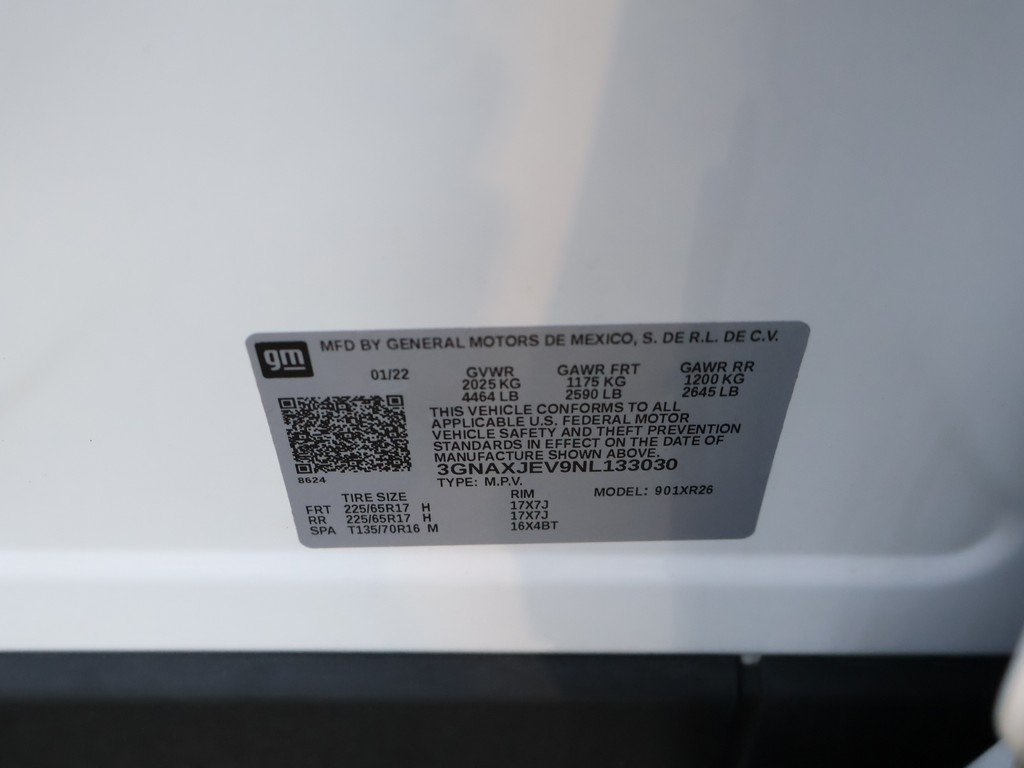 gm MFD BY GENERAL MOTORS DE MEXICO, S. DE R.L. DE C.V.
01/22 GVWR GAWR FRT GAWR RR
2025 KG 1175 KG 1200 KG
4464 LB 2590 LB 2645 LB
THIS VEHICLE CONFORMS TO ALL
APPLICABLE U.S. FEDERAL MOTOR
VEHICLE SAFETY AND THEFT PREVENTION
STANDARDS IN EFFECT ON THE DATE OF
MANUFACTURE SHOWN ABOVE.
3GNAXJEV9NL133030
8624 TYPE: M.P.V. MODEL: 901XR26
TIRE SIZE RIM
FRT 225/65R17 H 17X7J
RR 225/65R17 H 17X7J
SPA T135/70R16 M 16X4BT